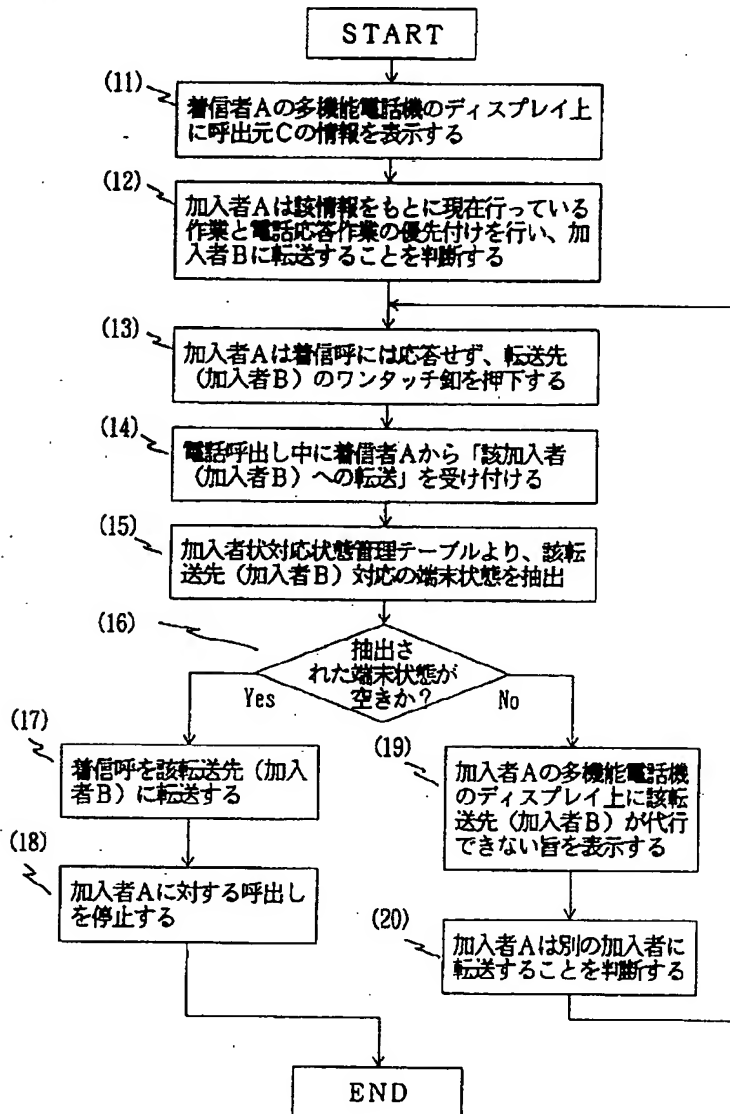 START
(11)
着信者Aの多機能電話機のディスプレイ上
に呼出元Cの情報を表示する
(12)
加入者Aは該情報をもとに現在行っている
作業と電話応答作業の優先付けを行い、加
入者Bに転送することを判断する
(13)
加入者Aは着信呼には応答せず、転送先
(加入者B)のワンタッチ釦を押下する
(14)
電話呼出し中に着信者Aから「該加入者
(加入者B)への転送」を受け付ける
(15)
加入者状対応状態管理テーブルより、該転
送先(加入者B)対応の端末状態を抽出
(16)
抽出さ
れた端末状態が
空きか?
Yes
No
(17)
着信呼を該転送先(加入
者B)に転送する
(18)
加入者Aに対する呼出し
を停止する
(19)
加入者Aの多機能電話機
のディスプレイ上に該転
送先(加入者B)が代行
できない旨を表示する
(20)
加入者Aは別の加入者に
転送することを判断する
END